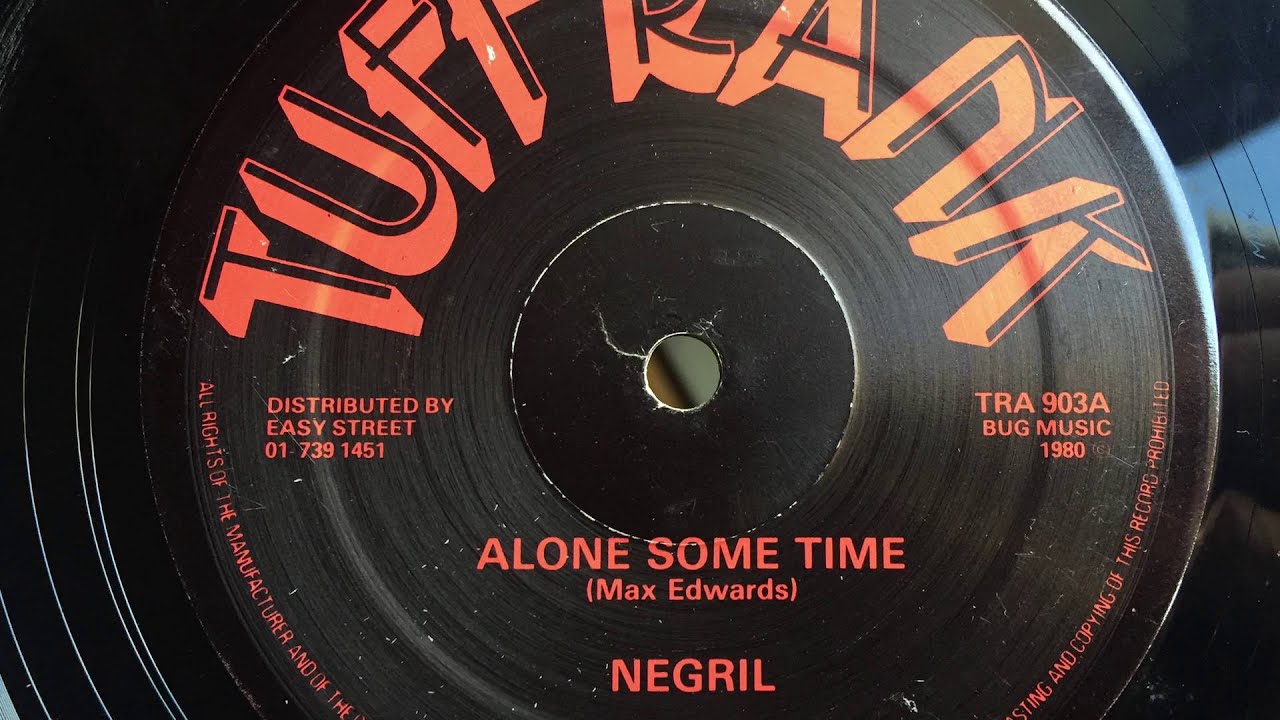 TUFF RANK
DISTRIBUTED BY
EASY STREET
01 739 1451
TRA 903A
BUG MUSIC
1980 (C)
ALONE SOME TIME
(Max Edwards)
NEGRIL
ALL RIGHTS OF THE MANUFACTURER AND OF THE
ASTING AND COPYING OF THIS RECORD PROHIBITED